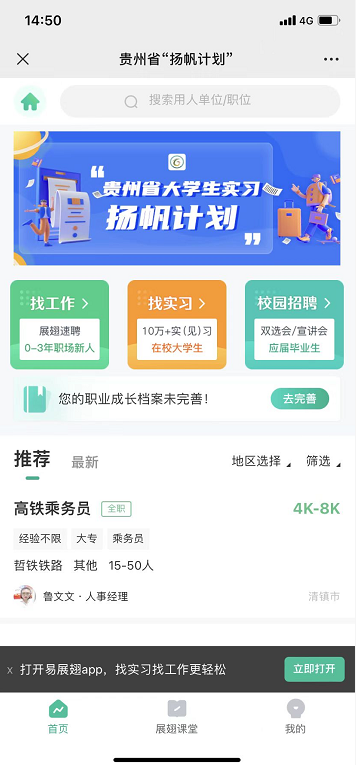 14:50
4G
贵州省“扬帆计划”
搜索用人单位/职位
“贵州省大学生实习
扬帆计划”
找工作 >
找实习 >
校园招聘 >
展翅速聘
10万+实(见)习
双选会/宣讲会
0-3年职场新人
在校大学生
应届毕业生
您的职业成长档案未完善！
去完善
推荐
最新
地区选择
筛选
高铁乘务员
全职
4K-8K
经验不限
大专
乘务员
哲铁铁路 其他 15-50人
鲁文文·人事经理
清镇市
x 打开易展翅app，找实习找工作更轻松
立即打开
首页
展翅课堂
我的